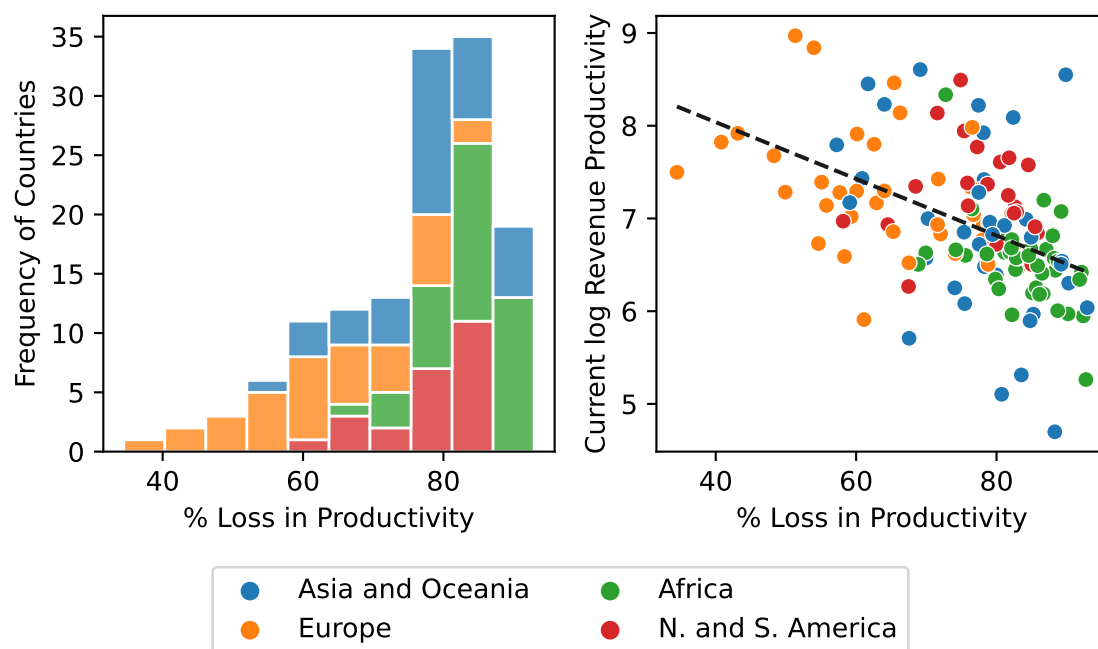 Frequency of Countries
35
30
25
20
15
10
5
0
40 60 80
% Loss in Productivity
Current log Revenue Productivity
9
8
7
6
5
40 60 80
% Loss in Productivity
Asia and Oceania
Europe
Africa
N. and S. America